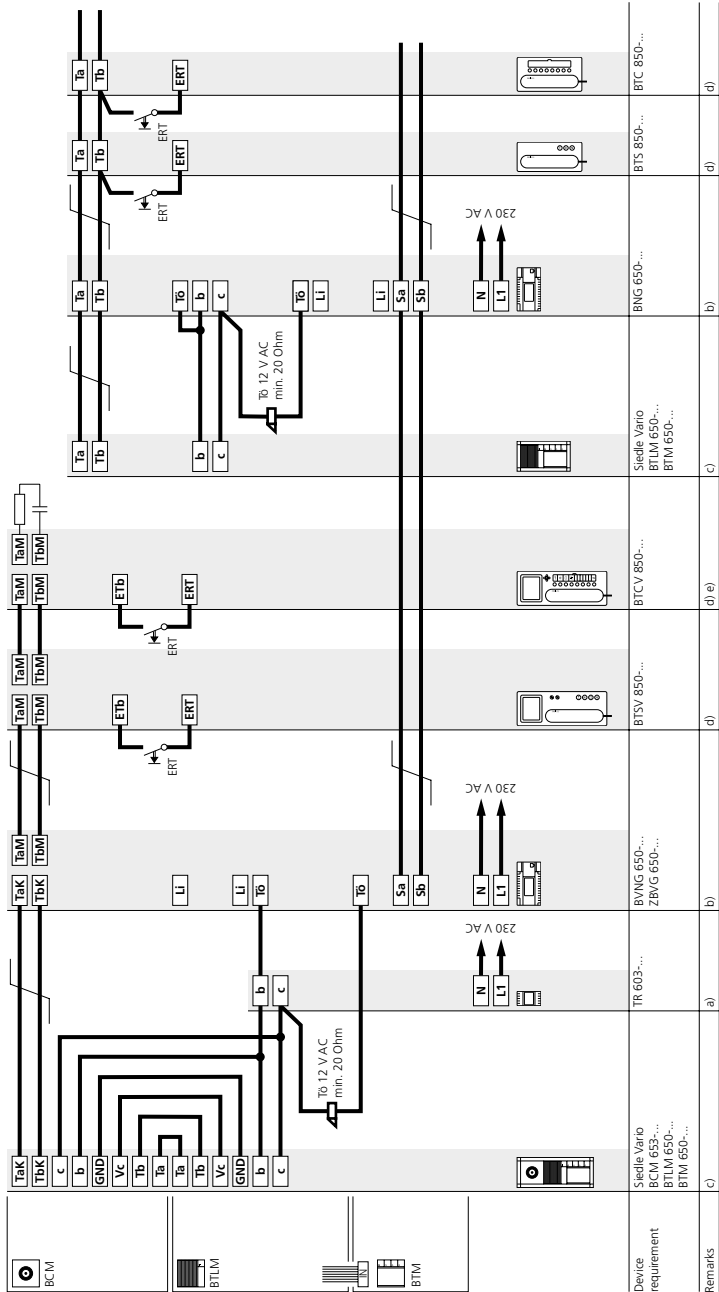 BCM
BTLM
IN
BTM
TaK
TbK
c
b
GND
Vc
Tb
Ta
Ta
Tb
Vc
GND
b
c
Tö 12 V AC
min. 20 Ohm
b
c
N
L1
230 V AC
TaK
TbK
TaM
TbM
Li
Li
Tö
Tö
Sa
Sb
N
L1
230 V AC
TaM
TbM
TaM
TbM
ETb
ERT
ERT
TaM
TbM
TaM
TbM
ETb
ERT
ERT
Ta
Tb
b
c
Tö 12 V AC
min. 20 Ohm
Ta
Tb
Tö
b
c
Tö
Li
Li
Sa
Sb
N
L1
230 V AC
Ta
Tb
ERT
ERT
Ta
Tb
ERT
ERT
Device
requirement
Siedle Vario
BCM 653-...
BTLM 650-...
BTM 650-...
TR 603-...
BVNG 650-...
ZBVG 650-...
BTSV 850-...
BTCV 850-...
Siedle Vario
BTLM 650-...
BTM 650-...
BNG 650-...
BTS 850-...
BTC 850-...
Remarks
c)
a)
b)
d)
d) e)
c)
b)
d)
d)